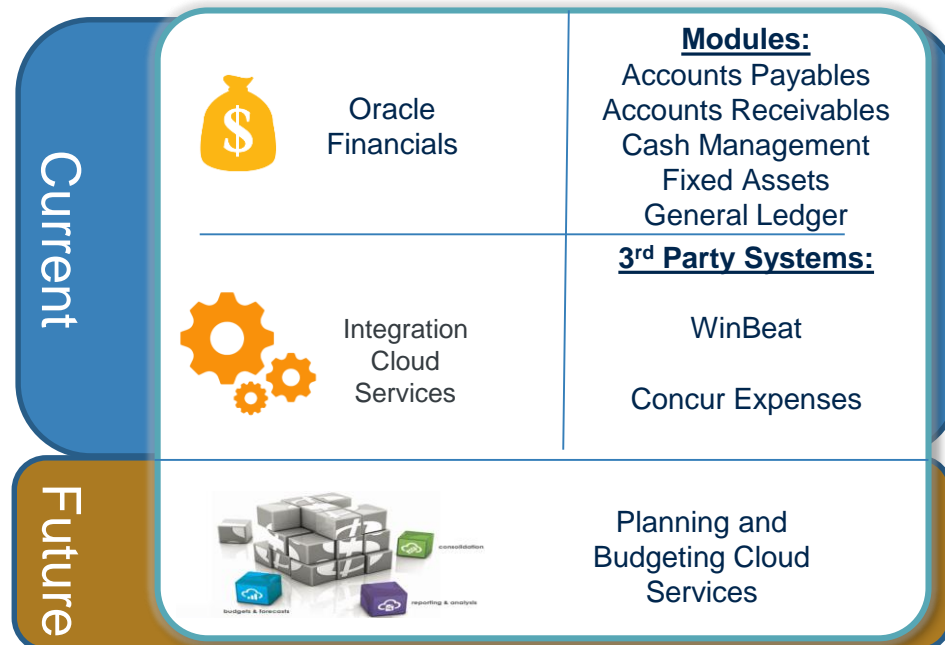 Current
$
Oracle
Financials
Modules:
Accounts Payables
Accounts Receivables
Cash Management
Fixed Assets
General Ledger
Integration
Cloud
Services
3rd Party Systems:
WinBeat
Concur Expenses
Future
consolidation
budgets & forecasts
reporting & analysis
Planning and
Budgeting Cloud
Services